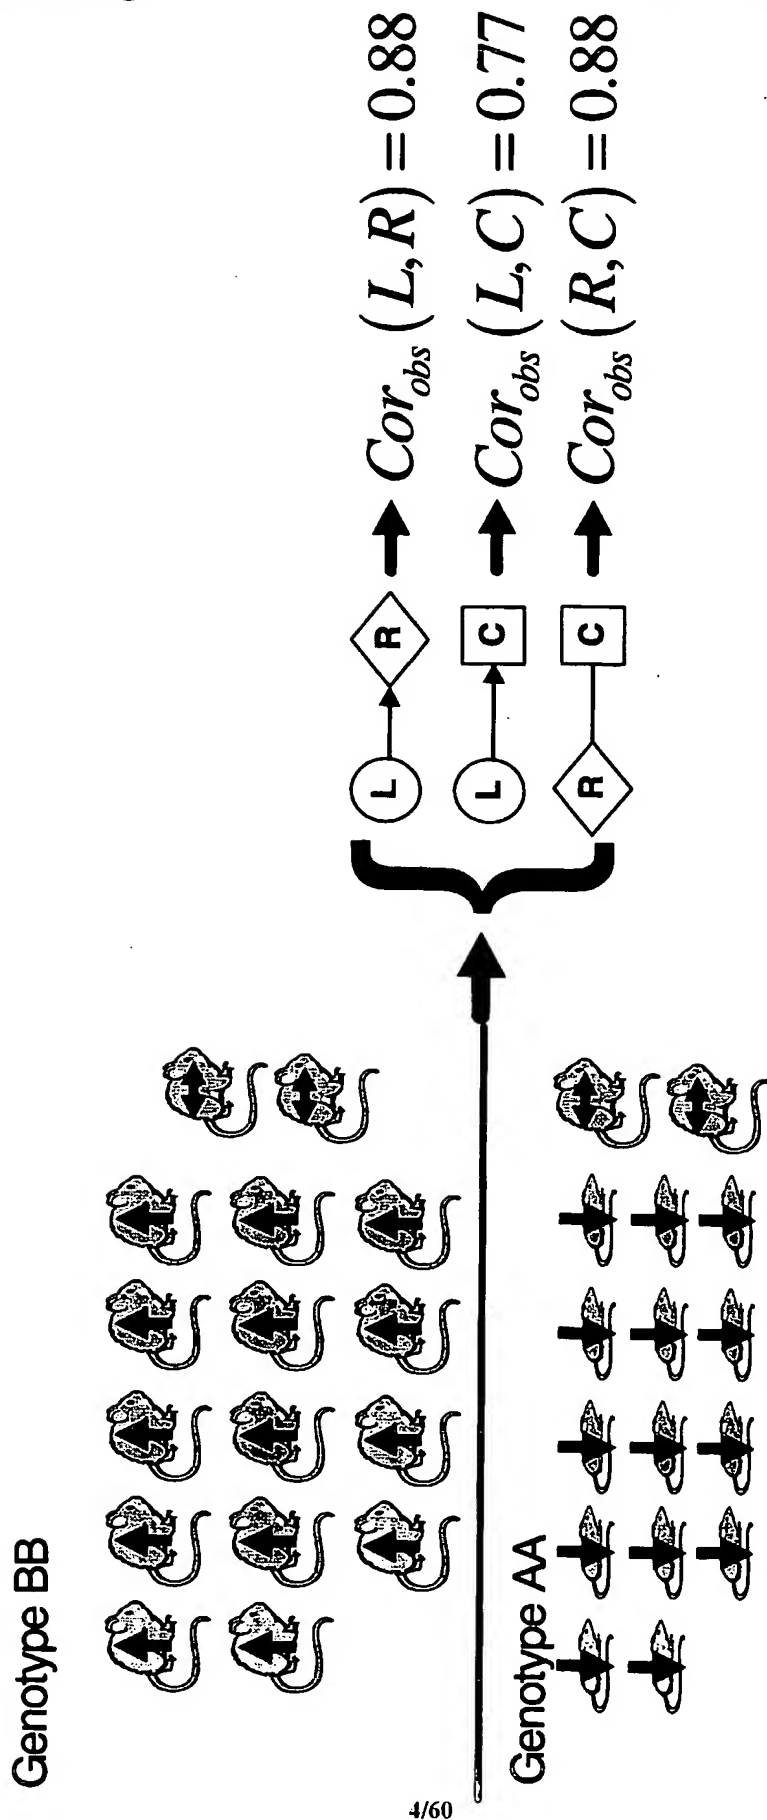 Genotype BB
Genotype AA
L R Cor_obs (L, R) = 0.88
L C Cor_obs (L, C) = 0.77
R C Cor_obs (R, C) = 0.88
4/60